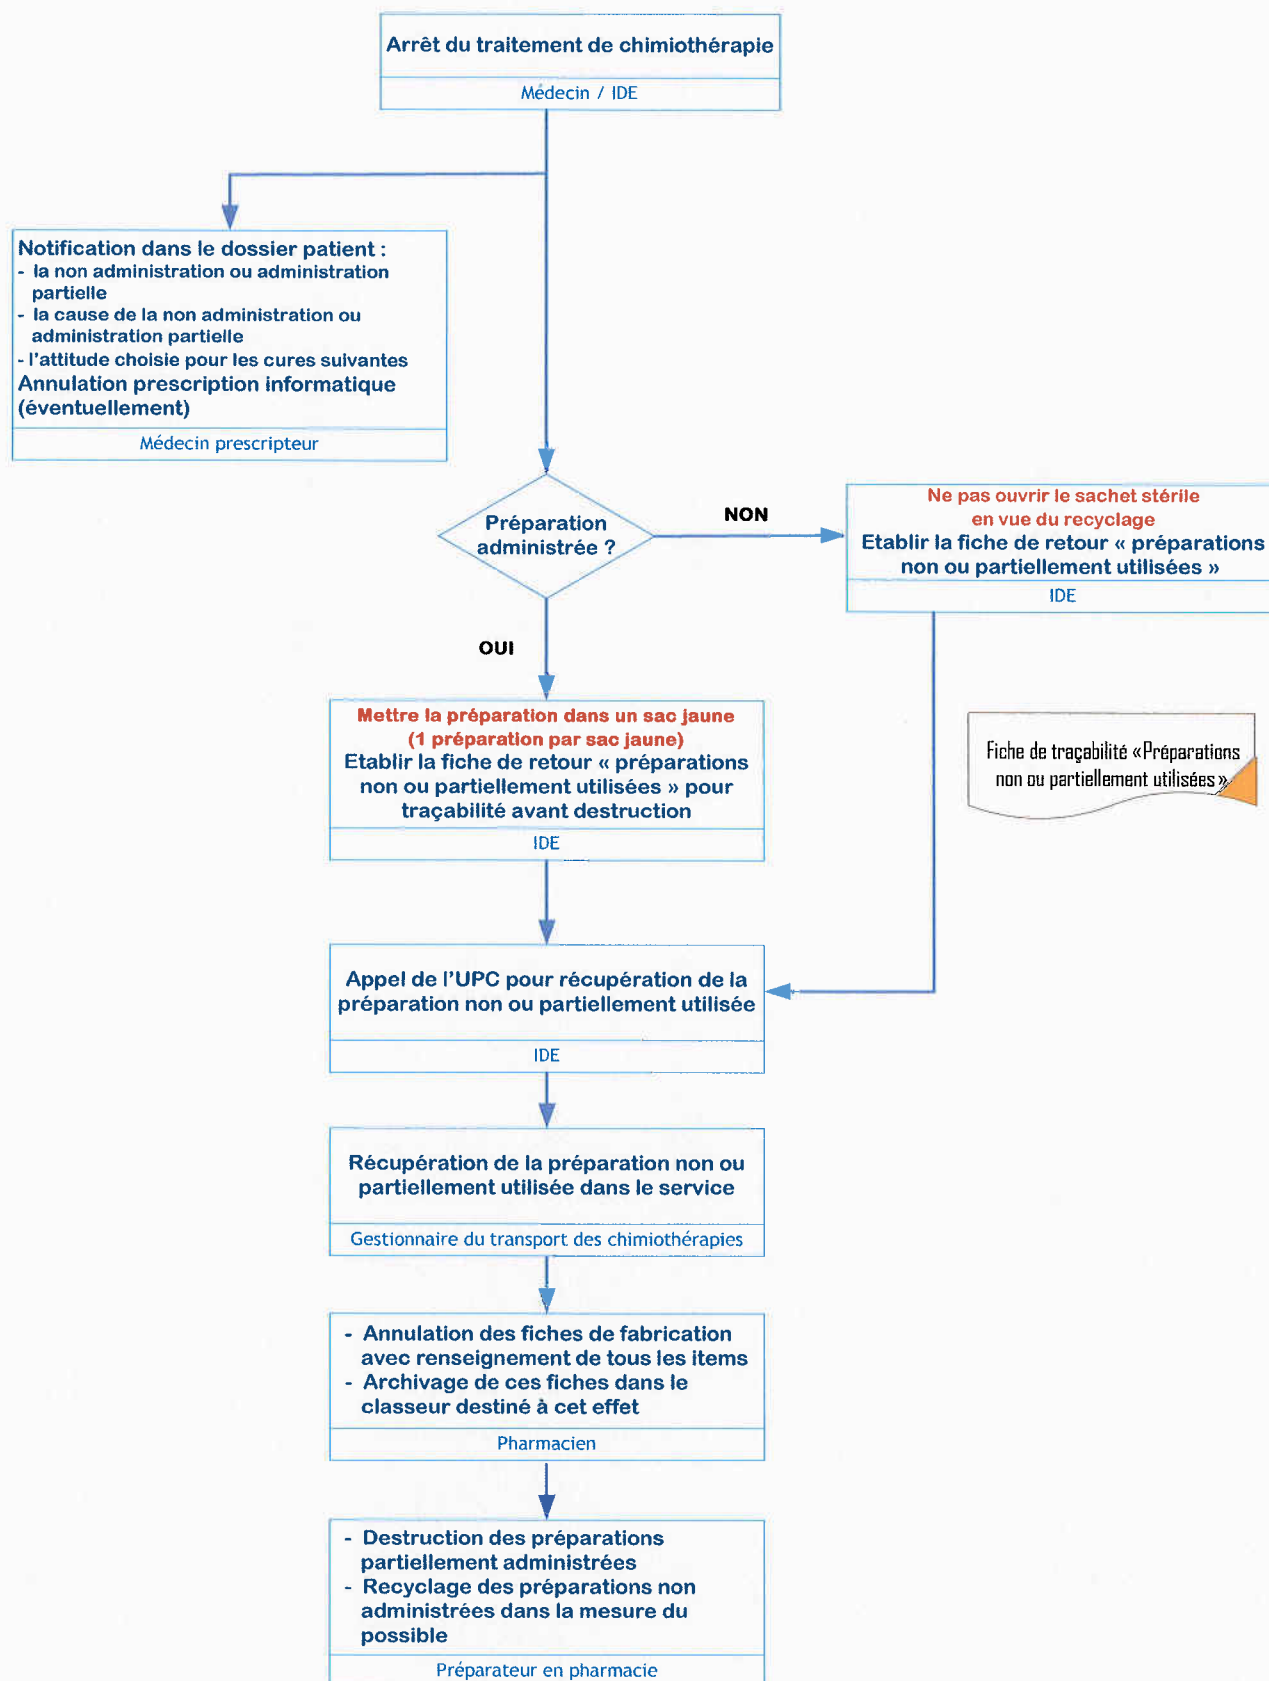 Arrêt du traitement de chimiothérapie
Médecin / IDE
Notification dans le dossier patient :
- la non administration ou administration
partielle
- la cause de la non administration ou
administration partielle
- l'attitude choisie pour les cures suivantes
Annulation prescription informatique
(éventuellement)
Médecin prescripteur
Préparation
administrée ?
NON
Ne pas ouvrir le sachet stérile
en vue du recyclage
Etablir la fiche de retour « préparations
non ou partiellement utilisées »
IDE
OUI
Mettre la préparation dans un sac jaune
(1 préparation par sac jaune)
Etablir la fiche de retour « préparations
non ou partiellement utilisées » pour
traçabilité avant destruction
IDE
Fiche de traçabilité «Préparations
non ou partiellement utilisées»
Appel de l'UPC pour récupération de la
préparation non ou partiellement utilisée
IDE
Récupération de la préparation non ou
partiellement utilisée dans le service
Gestionnaire du transport des chimiothérapies
- Annulation des fiches de fabrication
avec renseignement de tous les items
- Archivage de ces fiches dans le
classeur destiné à cet effet
Pharmacien
- Destruction des préparations
partiellement administrées
- Recyclage des préparations non
administrées dans la mesure du
possible
Préparateur en pharmacie